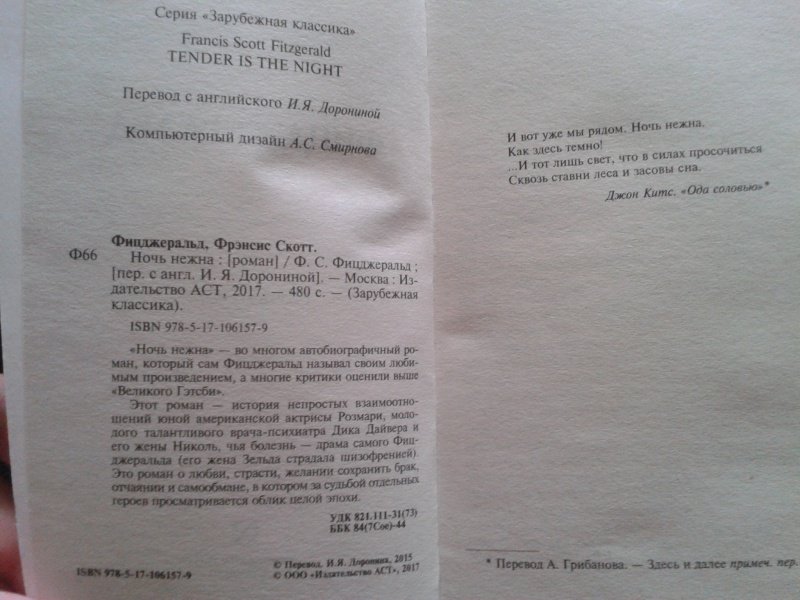 Серия «Зарубежная классика»
Francis Scott Fitzgerald
TENDER IS THE NIGHT
Перевод с английского И.Я. Дорониной
Компьютерный дизайн А.С. Смирнова
Фицджеральд, Фрэнсис Скотт.
Ф66
Ночь нежна : [роман] / Ф. С. Фицджеральд ;
[пер. с англ. И. Я. Дорониной]. — Москва : Из-
дательство АСТ, 2017. — 480 с. — (Зарубежная
классика).
ISBN 978-5-17-106157-9
«Ночь нежна» — во многом автобиографичный ро-
ман, который сам Фицджеральд называл своим люби-
мым произведением, а многие критики оценили выше
«Великого Гэтсби».
Этот роман — история непростых взаимоотно-
шений юной американской актрисы Розмари, моло-
дого талантливого врача-психиатра Дика Дайвера и
его жены Николь, чья болезнь — драма самого Фиц-
джеральда (его жена Зельда страдала шизофренией).
Это роман о любви, страсти, желании сохранить брак,
отчаянии и самообмане, в котором за судьбой отдельных
героев просматривается облик целой эпохи.
УДК 821.111-31(73)
ББК 84(7Сое)-44
© Перевод. И.Я. Доронина, 2015
© ООО «Издательство АСТ», 2017
ISBN 978-5-17-106157-9
И вот уже мы рядом. Ночь нежна.
Как здесь темно!
...И тот лишь свет, что в силах просочиться
Сквозь ставни леса и засовы сна.
Джон Китс. «Ода соловью»*
* Перевод А. Грибанова. — Здесь и далее примеч. пер.